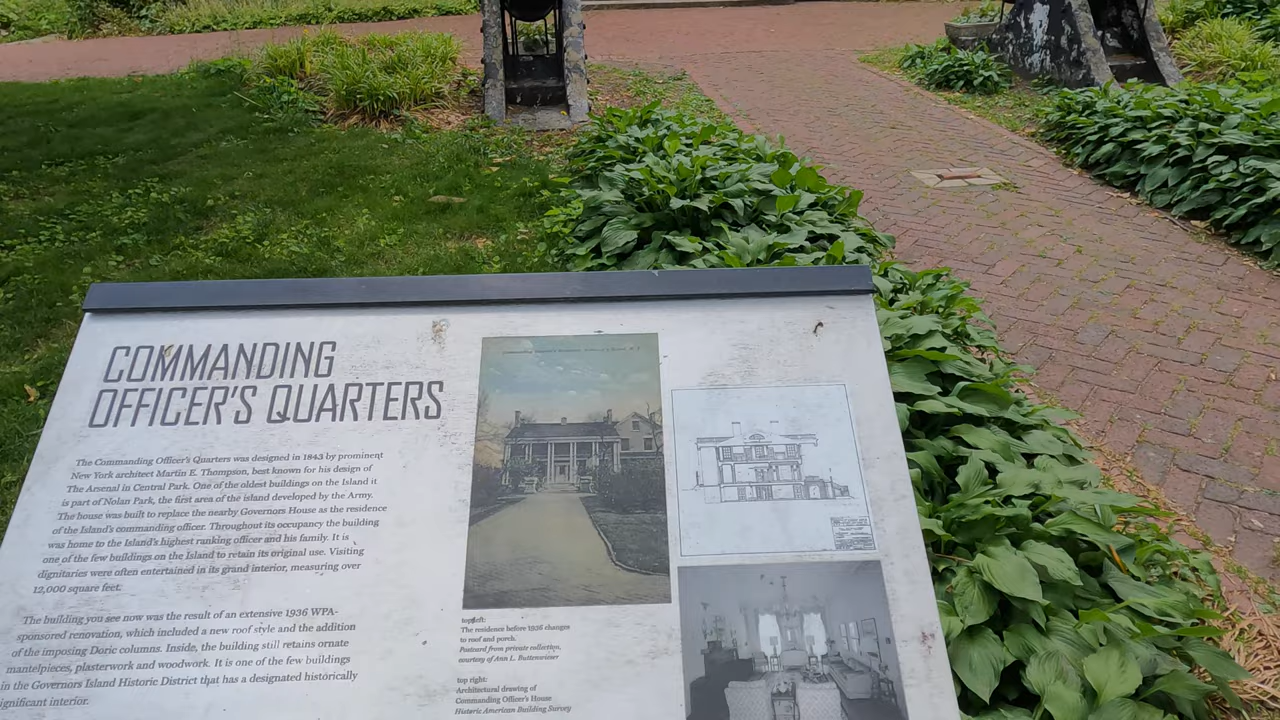 COMMANDING
OFFICER'S QUARTERS
The Commanding Officer's Quarters was designed in 1843 by prominent
New York architect Martin E. Thompson, best known for his design of
The Arsenal in Central Park. One of the oldest buildings on the Island it
is part of Nolan Park, the first area of the island developed by the Army.
The house was built to replace the nearby Governors House as the residence
of the Island's commanding officer. Throughout its occupancy the building
was home to the Island's highest ranking officer and his family. It is
one of the few buildings on the Island to retain its original use. Visiting
dignitaries were often entertained in its grand interior, measuring over
12,000 square feet.
The building you see now was the result of an extensive 1936 WPA-
sponsored renovation, which included a new roof style and the addition
of the imposing Doric columns. Inside, the building still retains ornate
mantelpieces, plasterwork and woodwork. It is one of the few buildings
in the Governors Island Historic District that has a designated historically
significant interior.
top left:
The residence before 1936 changes
to roof and porch.
Postcard from private collection,
courtesy of Ann L. Buttenwieser
top right:
Architectural drawing of
Commanding Officer's House
Historic American Building Survey